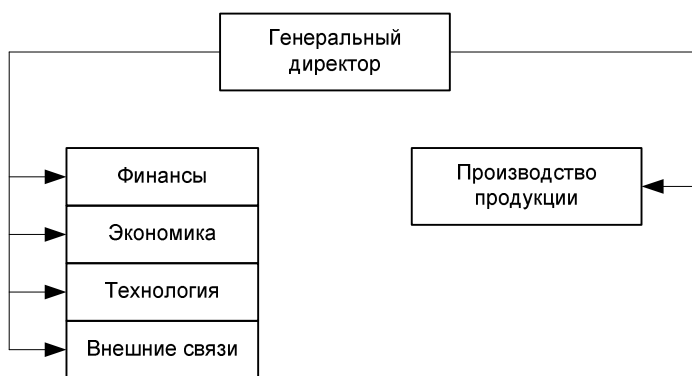 Генеральный
директор
Финансы
Экономика
Технология
Внешние связи
Производство
продукции